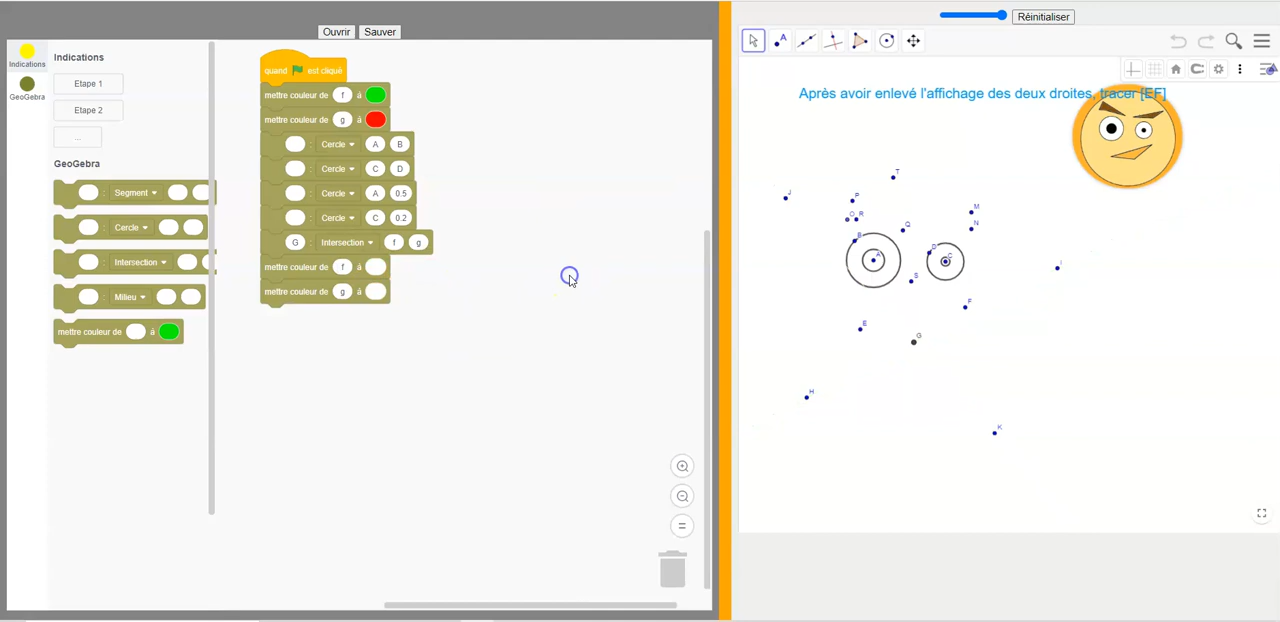 Ouvrir Sauver
Réinitialiser
Indications
GeoGebra
Indications
Etape 1
Etape 2
...
GeoGebra
: Segment
: Cercle
: Intersection
: Milieu
mettre couleur de à
quand est cliqué
mettre couleur de f à
mettre couleur de g à
: Cercle A B
: Cercle C D
: Cercle A 0.5
: Cercle C 0.2
G : Intersection f g
mettre couleur de f à
mettre couleur de g à
A
Après avoir enlevé l'affichage des deux droites, tracer [EF]
T
J
P
O R
M
N
Q
B
D
A
C
I
S
F
E
G
H
K